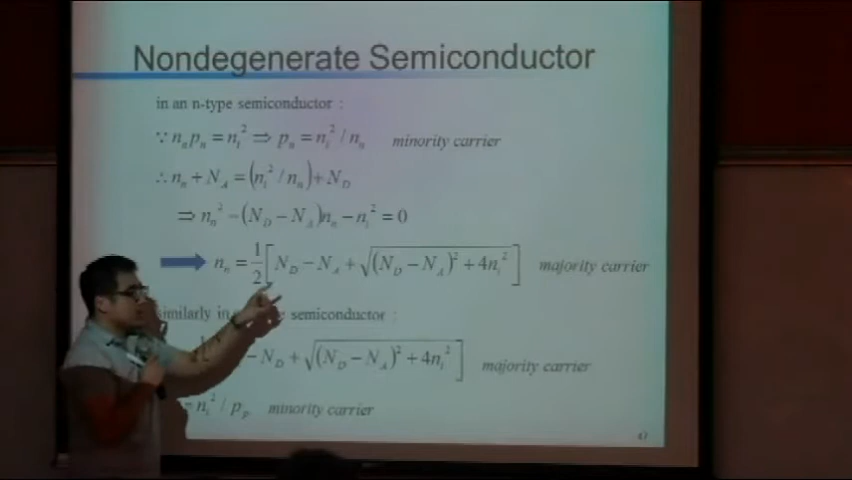 Nondegenerate Semiconductor
in an n-type semiconductor :
∵ nₙpₙ = nᵢ² ⇒ pₙ = nᵢ² / nₙ minority carrier
∴ nₙ + N_A = (nᵢ² / nₙ) + N_D
⇒ nₙ² − (N_D − N_A)nₙ − nᵢ² = 0
nₙ = 1/2 [N_D − N_A + √((N_D − N_A)² + 4nᵢ²)] majority carrier
similarly in semiconductor :
− N_D + √((N_D − N_A)² + 4nᵢ²)] majority carrier
= nᵢ² / pₚ minority carrier